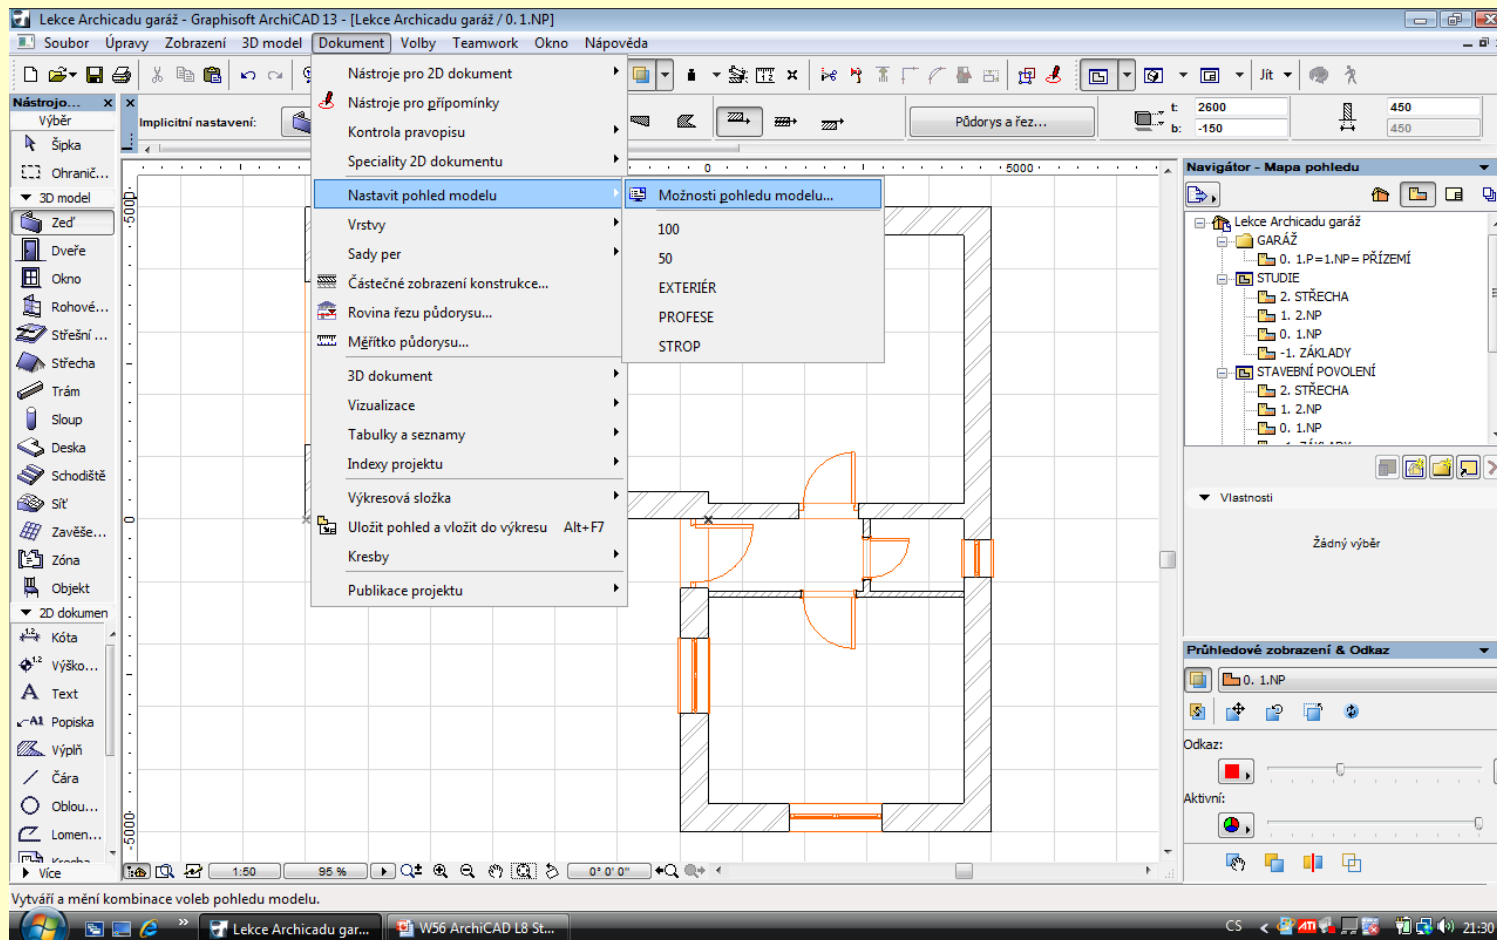 Lekce Archicadu garáž - Graphisoft ArchiCAD 13 - [Lekce Archicadu garáž / 0. 1.NP]
Soubor Úpravy Zobrazení 3D model Dokument Volby Teamwork Okno Nápověda
Jít
Nástrojo...
Výběr
Šipka
Ohranič...
3D model
Zeď
Dveře
Okno
Rohové...
Střešní ...
Střecha
Trám
Sloup
Deska
Schodiště
Síť
Zavěše...
Zóna
Objekt
2D dokumen
Kóta
Výško...
Text
Popiska
Výplň
Čára
Oblou...
Lomen...
Více
Implicitní nastavení:
Půdorys a řez...
t: 2600
b: -150
450
450
0
5000
5000
0
-5000
Nástroje pro 2D dokument
Nástroje pro připomínky
Kontrola pravopisu
Speciality 2D dokumentu
Nastavit pohled modelu
Vrstvy
Sady per
Částečné zobrazení konstrukce...
Rovina řezu půdorysu...
Měřítko půdorysu...
3D dokument
Vizualizace
Tabulky a seznamy
Indexy projektu
Výkresová složka
Uložit pohled a vložit do výkresu Alt+F7
Kresby
Publikace projektu
Možnosti pohledu modelu...
100
50
EXTERIÉR
PROFESE
STROP
Navigátor - Mapa pohledu
Lekce Archicadu garáž
GARÁŽ
0. 1.P=1.NP= PŘÍZEMÍ
STUDIE
2. STŘECHA
1. 2.NP
0. 1.NP
-1. ZÁKLADY
STAVEBNÍ POVOLENÍ
2. STŘECHA
1. 2.NP
0. 1.NP
Vlastnosti
Žádný výběr
Průhledové zobrazení & Odkaz
0. 1.NP
Odkaz:
Aktivní:
1:50
95 %
0° 0' 0"
Vytváří a mění kombinace voleb pohledu modelu.
Lekce Archicadu gar...
W56 ArchiCAD L8 St...
CS
21:30